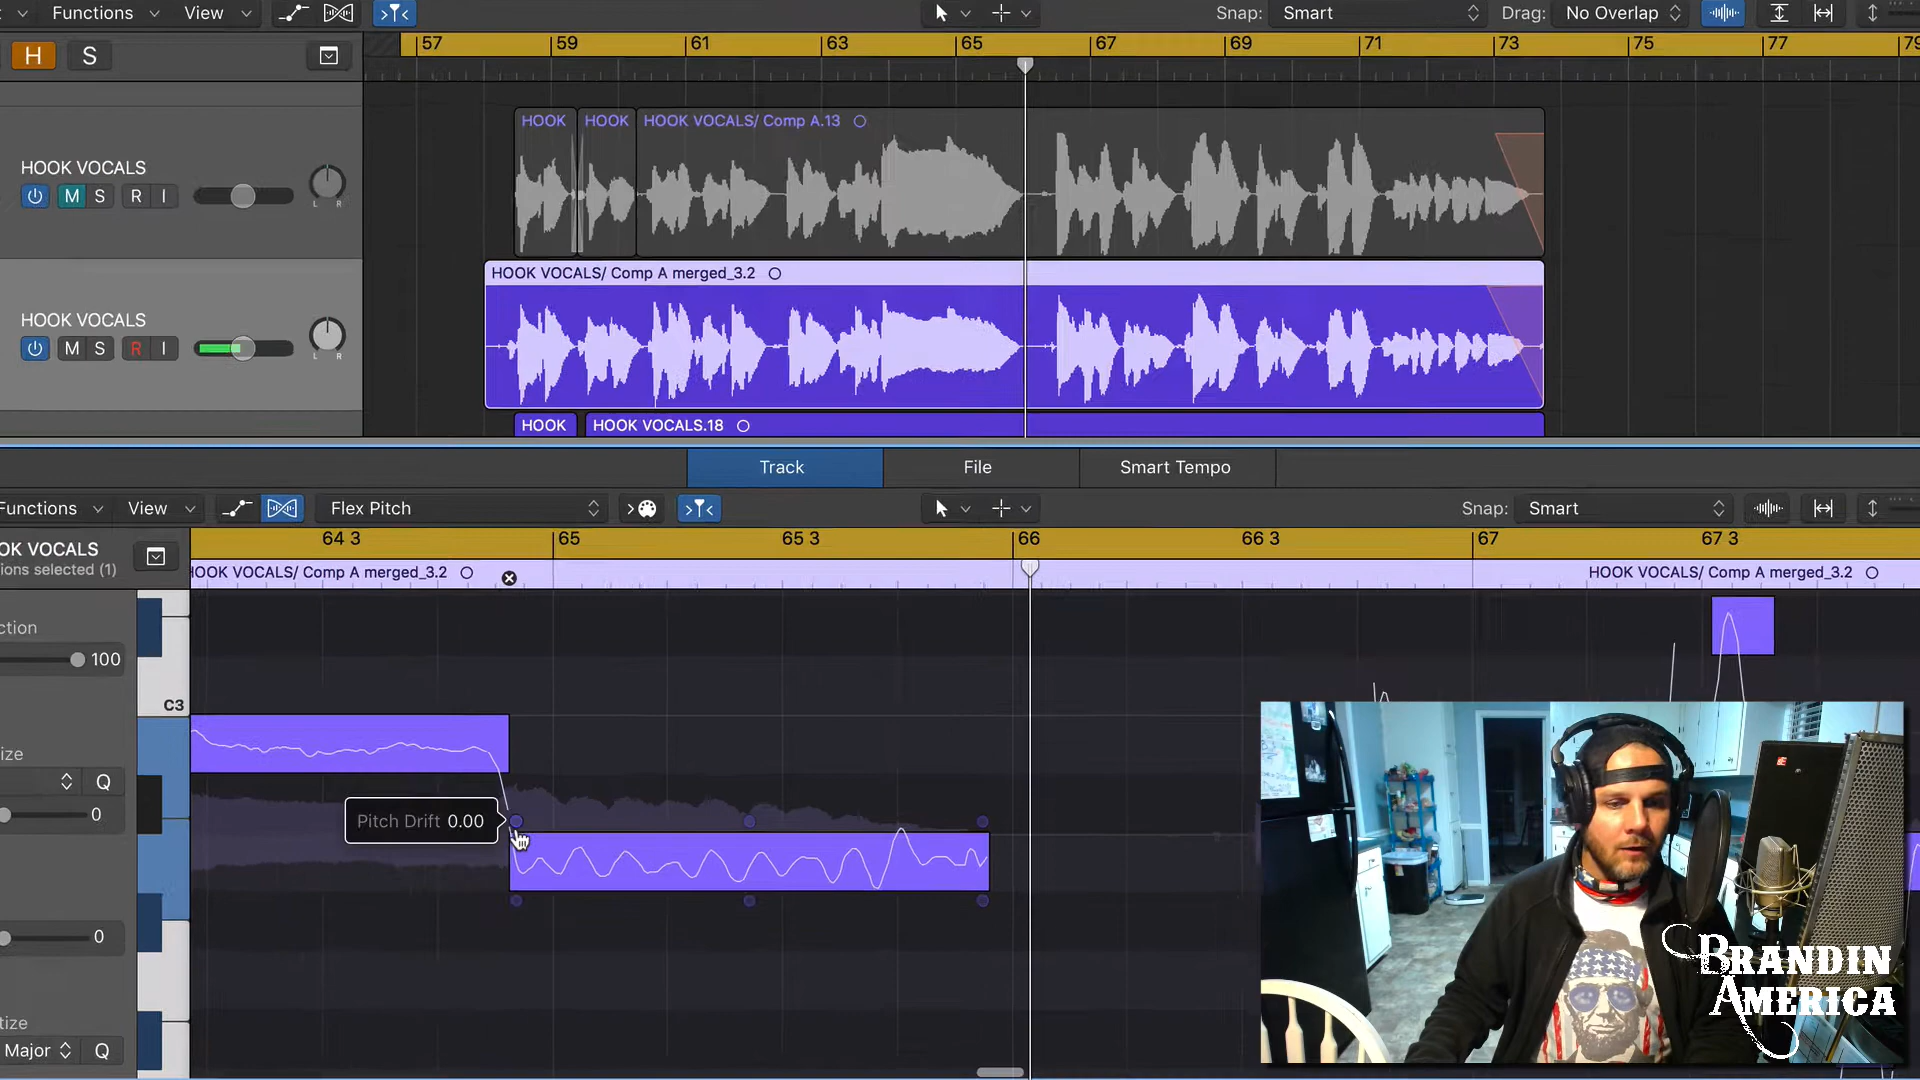 Functions View Snap: Smart Drag: No Overlap
57 59 61 63 65 67 69 71 73 75 77 79
H S
HOOK HOOK HOOK VOCALS/ Comp A.13
HOOK VOCALS
M S R I
L R
HOOK VOCALS/ Comp A merged_3.2
HOOK VOCALS
M S R I
L R
HOOK HOOK VOCALS.18
Track File Smart Tempo
Functions View Flex Pitch Snap: Smart
64 3 65 65 3 66 66 3 67 67 3
OK VOCALS
ions selected (1)
HOOK VOCALS/ Comp A merged_3.2 HOOK VOCALS/ Comp A merged_3.2
ction
100
C3
ize
Q
0
Pitch Drift 0.00
0
tize
Major Q
BRANDIN
AMERICA